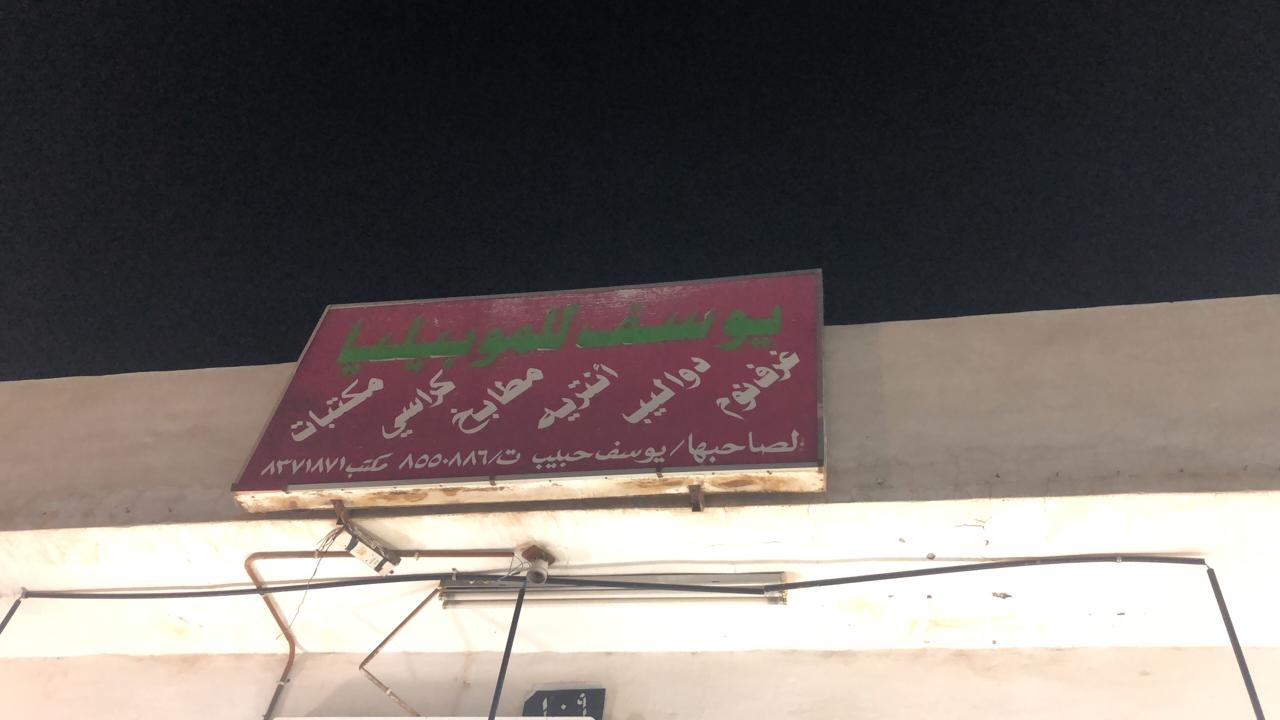 يوسف للموبيليا
غرف نوم دواليب أنتريه مطابخ كراسي مكتبات
لصاحبها/يوسف حبيب ت/٨٥٥٠٨٨٦ مكتب ٨٣٧١٨٧١